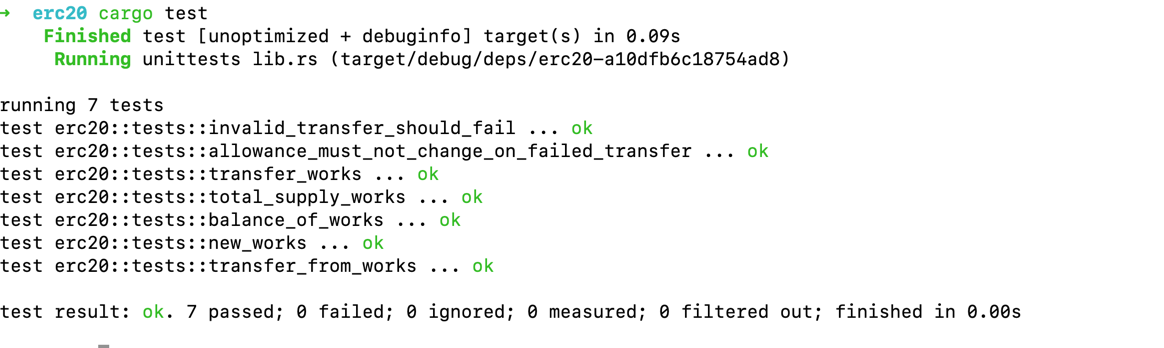 →  erc20 cargo test
    Finished test [unoptimized + debuginfo] target(s) in 0.09s
     Running unittests lib.rs (target/debug/deps/erc20-a10dfb6c18754ad8)

running 7 tests
test erc20::tests::invalid_transfer_should_fail ... ok
test erc20::tests::allowance_must_not_change_on_failed_transfer ... ok
test erc20::tests::transfer_works ... ok
test erc20::tests::total_supply_works ... ok
test erc20::tests::balance_of_works ... ok
test erc20::tests::new_works ... ok
test erc20::tests::transfer_from_works ... ok

test result: ok. 7 passed; 0 failed; 0 ignored; 0 measured; 0 filtered out; finished in 0.00s